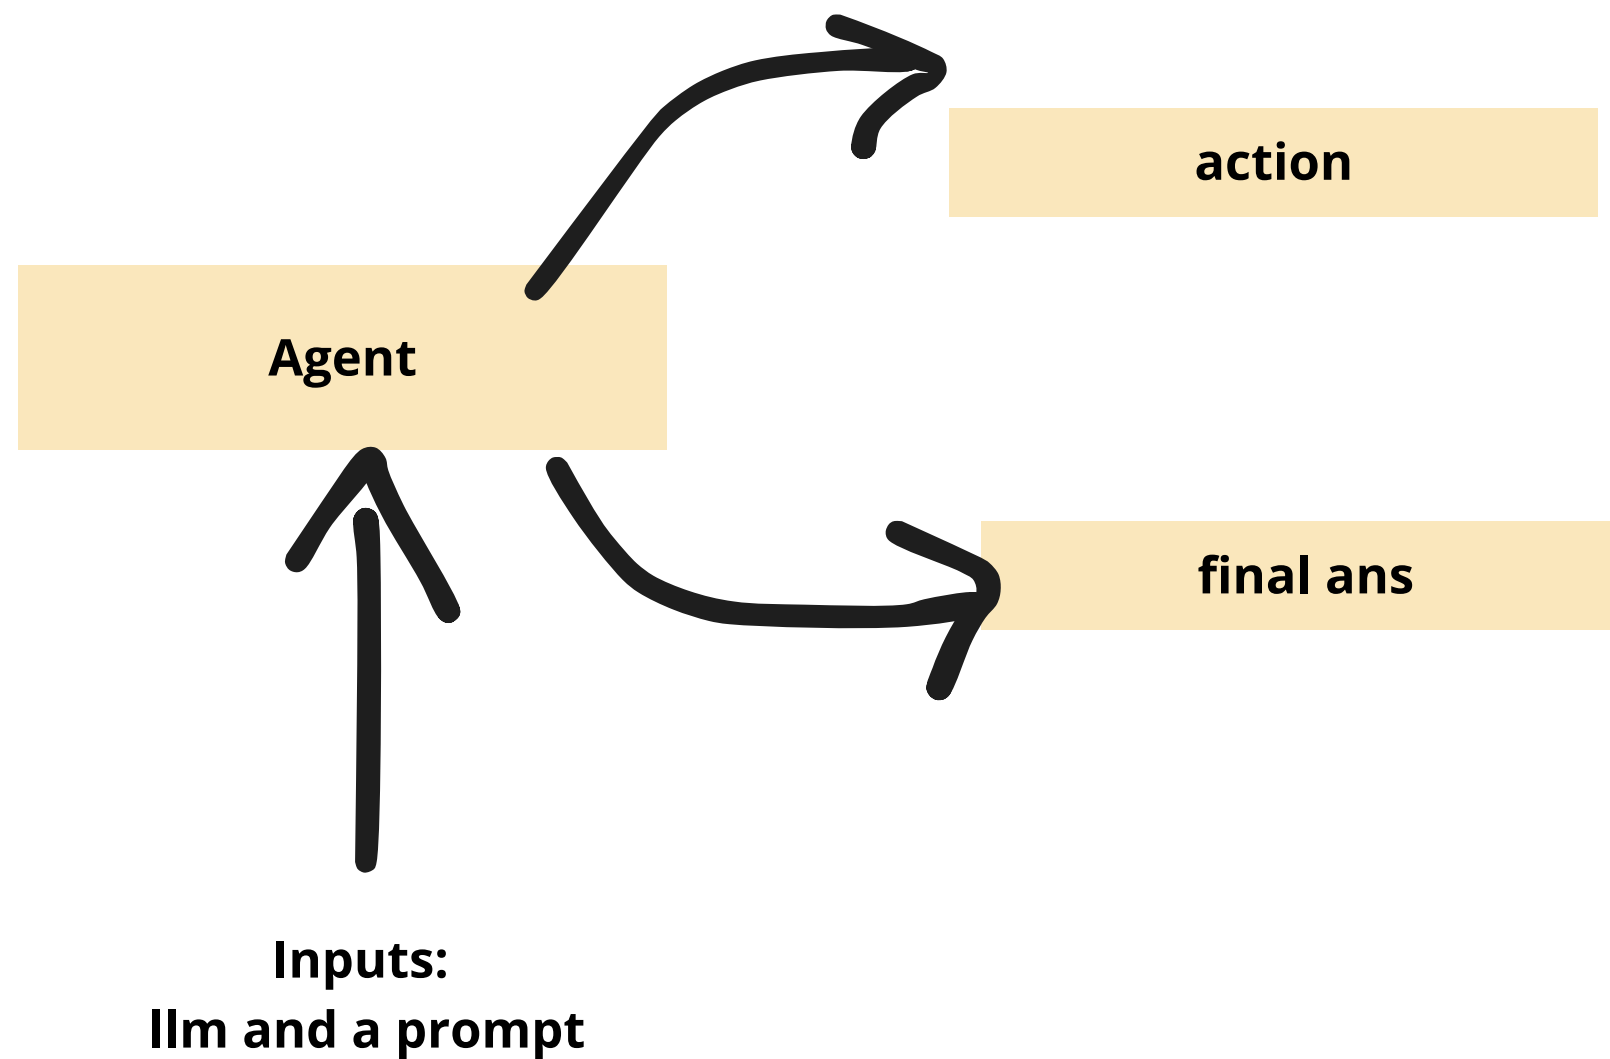 action
Agent
final ans
Inputs:
llm and a prompt